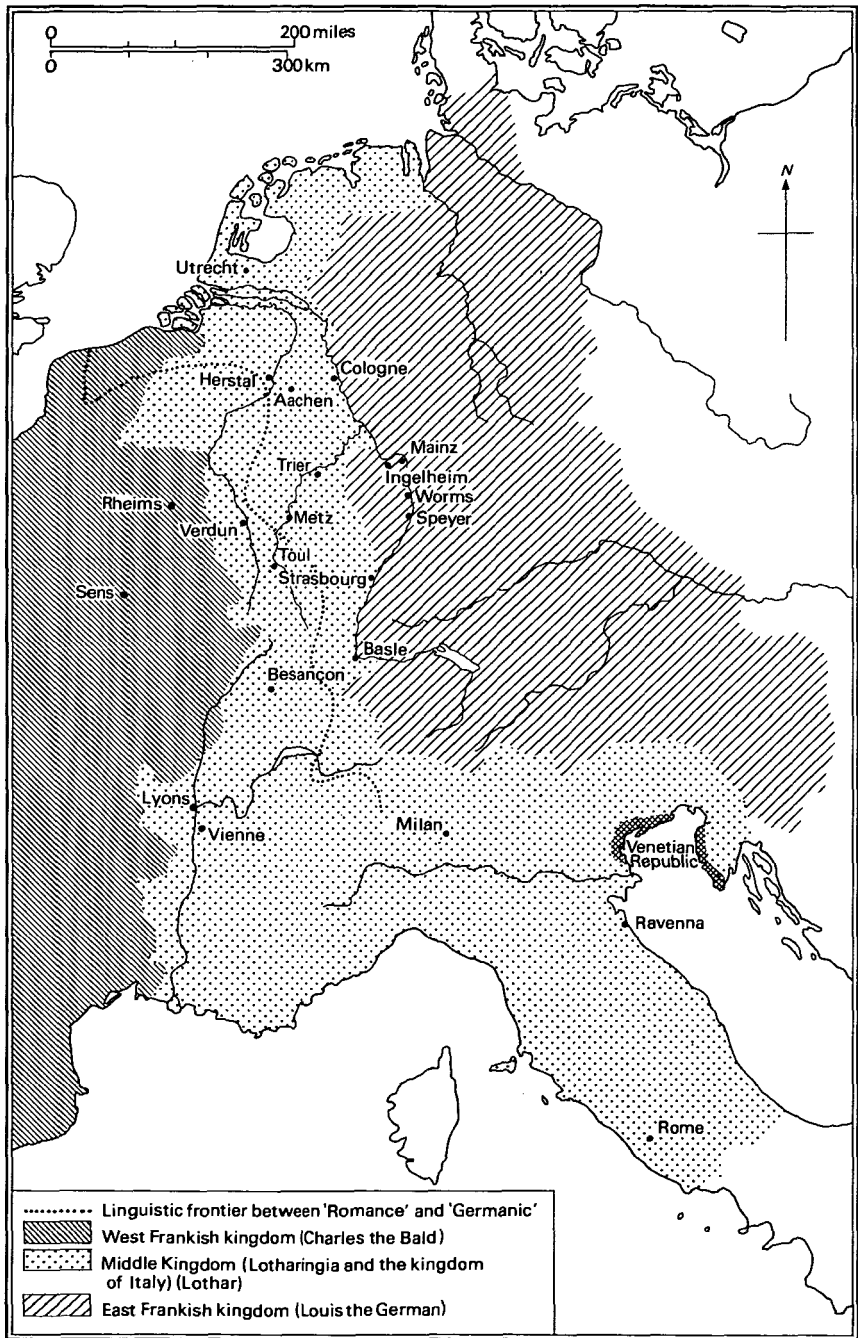 0 200 miles
0 300 km
N
Utrecht
Herstal
Cologne
Aachen
Mainz
Trier
Ingelheim
Worms
Rheims
Metz
Speyer
Verdun
Toul
Strasbourg
Sens
Basle
Besançon
Lyons
Milan
Vienne
Venetian
Republic
Ravenna
Rome
Linguistic frontier between 'Romance' and 'Germanic'
West Frankish kingdom (Charles the Bald)
Middle Kingdom (Lotharingia and the kingdom
of Italy) (Lothar)
East Frankish kingdom (Louis the German)